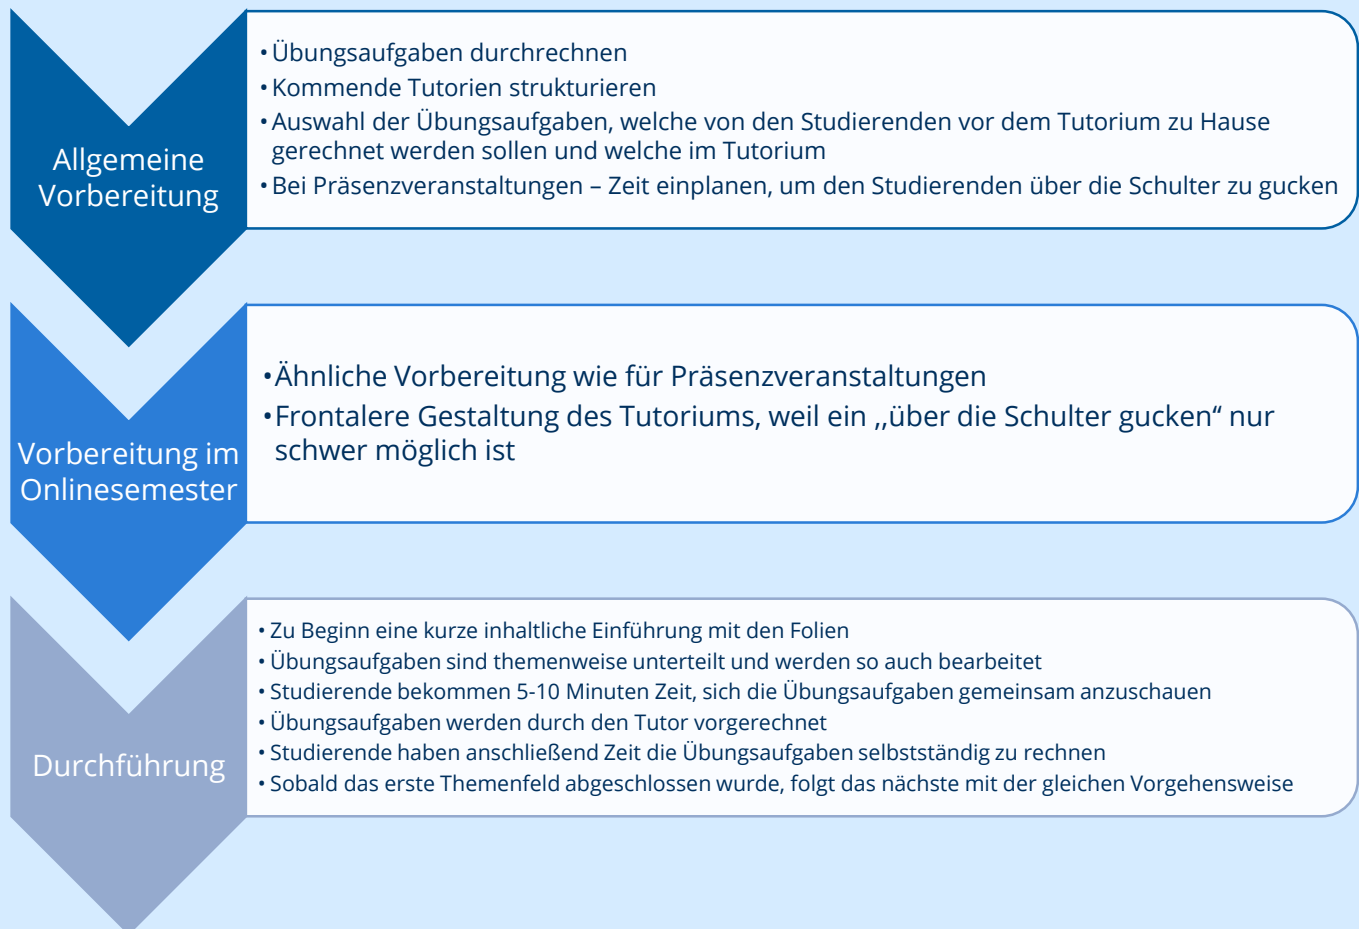 Allgemeine
Vorbereitung
• Übungsaufgaben durchrechnen
• Kommende Tutorien strukturieren
• Auswahl der Übungsaufgaben, welche von den Studierenden vor dem Tutorium zu Hause
gerechnet werden sollen und welche im Tutorium
• Bei Präsenzveranstaltungen – Zeit einplanen, um den Studierenden über die Schulter zu gucken
Vorbereitung im
Onlinesemester
• Ähnliche Vorbereitung wie für Präsenzveranstaltungen
• Frontalere Gestaltung des Tutoriums, weil ein ,,über die Schulter gucken“ nur
schwer möglich ist
Durchführung
• Zu Beginn eine kurze inhaltliche Einführung mit den Folien
• Übungsaufgaben sind themenweise unterteilt und werden so auch bearbeitet
• Studierende bekommen 5-10 Minuten Zeit, sich die Übungsaufgaben gemeinsam anzuschauen
• Übungsaufgaben werden durch den Tutor vorgerechnet
• Studierende haben anschließend Zeit die Übungsaufgaben selbstständig zu rechnen
• Sobald das erste Themenfeld abgeschlossen wurde, folgt das nächste mit der gleichen Vorgehensweise